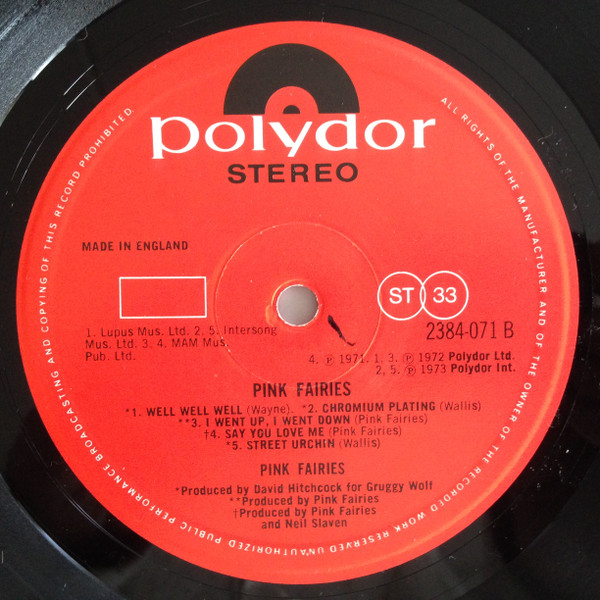 polydor
STEREO
MADE IN ENGLAND
ST 33
2384-071 B
1. Lupus Mus. Ltd. 2, 5. Intersong
Mus. Ltd. 3. 4. MAM Mus.
Pub. Ltd.
4. ℗ 1971. 1. 3. ℗ 1972 Polydor Ltd.
2, 5. ℗ 1973 Polydor Int.
PINK FAIRIES
*1. WELL WELL WELL (Wayne). *2. CHROMIUM PLATING (Wallis)
**3. I WENT UP, I WENT DOWN (Pink Fairies)
†4. SAY YOU LOVE ME (Pink Fairies)
*5. STREET URCHIN (Wallis)
PINK FAIRIES
*Produced by David Hitchcock for Gruggy Wolf
**Produced by Pink Fairies
†Produced by Pink Fairies
and Neil Slaven
ALL RIGHTS OF THE MANUFACTURER AND OF THE OWNER OF THE RECORDED WORK RESERVED UNAUTHORIZED PUBLIC PERFORMANCE BROADCASTING AND COPYING OF THIS RECORD PROHIBITED